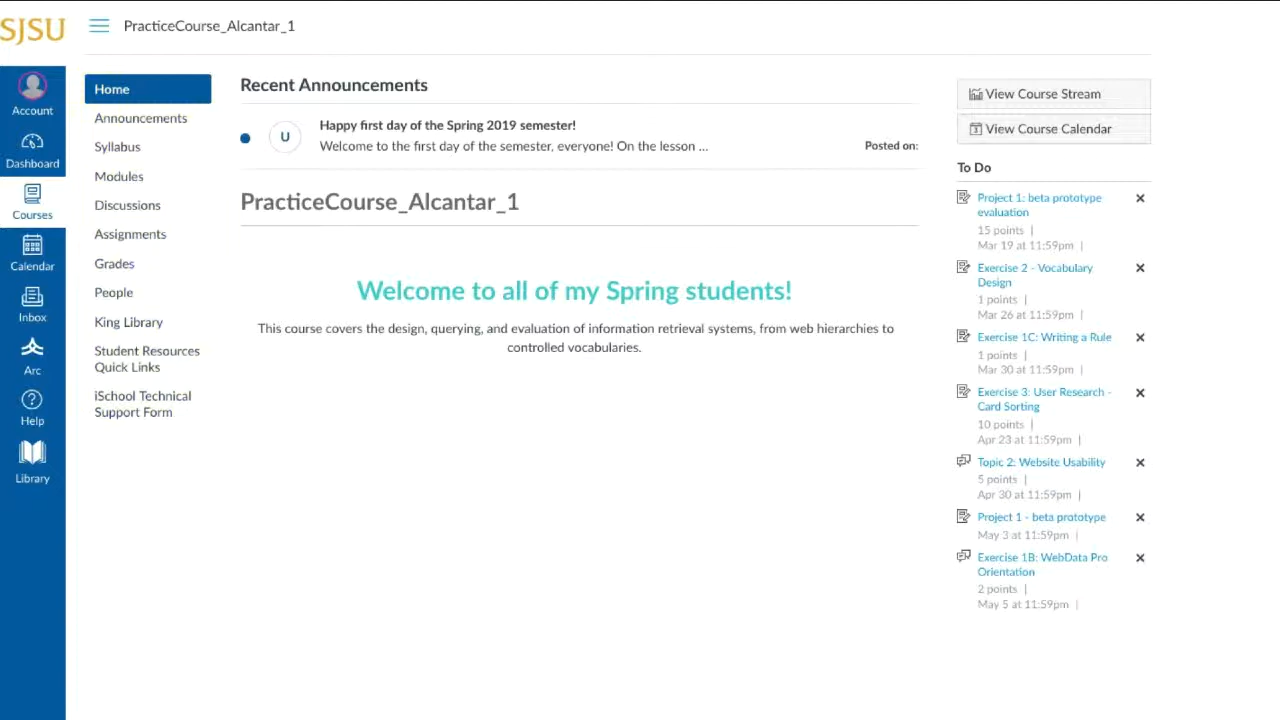 SJSU
PracticeCourse_Alcantar_1
Account
Dashboard
Courses
Calendar
Inbox
Arc
Help
Library
Home
Announcements
Syllabus
Modules
Discussions
Assignments
Grades
People
King Library
Student Resources
Quick Links
iSchool Technical
Support Form
Recent Announcements
U
Happy first day of the Spring 2019 semester!
Welcome to the first day of the semester, everyone! On the lesson ...
Posted on:
PracticeCourse_Alcantar_1
Welcome to all of my Spring students!
This course covers the design, querying, and evaluation of information retrieval systems, from web hierarchies to
controlled vocabularies.
View Course Stream
3 View Course Calendar
To Do
Project 1: beta prototype
evaluation
15 points |
Mar 19 at 11:59pm |
Exercise 2 - Vocabulary
Design
1 points |
Mar 26 at 11:59pm |
Exercise 1C: Writing a Rule
1 points |
Mar 30 at 11:59pm |
Exercise 3: User Research -
Card Sorting
10 points |
Apr 23 at 11:59pm |
Topic 2: Website Usability
5 points |
Apr 30 at 11:59pm |
Project 1 - beta prototype
May 3 at 11:59pm |
Exercise 1B: WebData Pro
Orientation
2 points |
May 5 at 11:59pm |